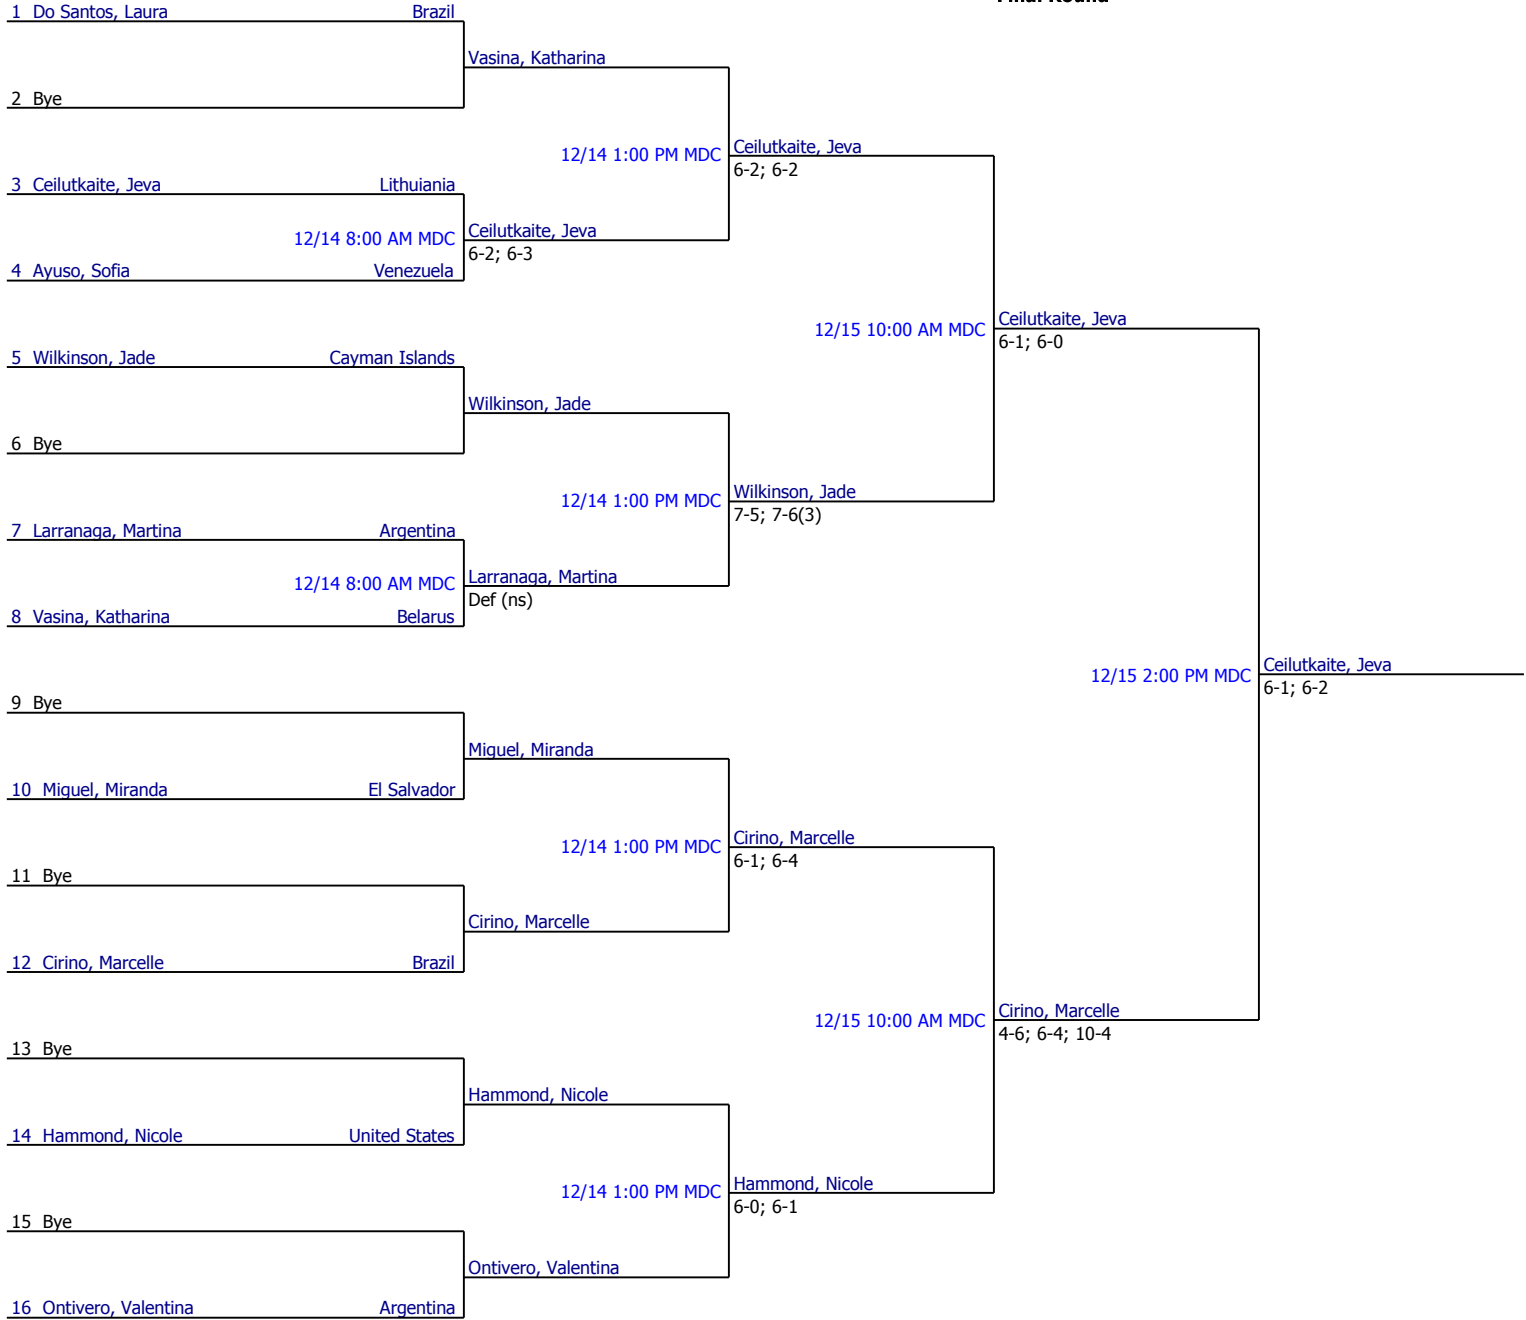 Final Round
1 Do Santos, Laura Brazil
Vasina, Katharina
2 Bye
12/14 1:00 PM MDC Ceilutkaite, Jeva
6-2; 6-2
3 Ceilutkaite, Jeva Lithuiania
12/14 8:00 AM MDC Ceilutkaite, Jeva
6-2; 6-3
4 Ayuso, Sofia Venezuela
12/15 10:00 AM MDC Ceilutkaite, Jeva
6-1; 6-0
5 Wilkinson, Jade Cayman Islands
Wilkinson, Jade
6 Bye
12/14 1:00 PM MDC Wilkinson, Jade
7-5; 7-6(3)
7 Larranaga, Martina Argentina
12/14 8:00 AM MDC Larranaga, Martina
Def (ns)
8 Vasina, Katharina Belarus
12/15 2:00 PM MDC Ceilutkaite, Jeva
6-1; 6-2
9 Bye
Miguel, Miranda
10 Miguel, Miranda El Salvador
12/14 1:00 PM MDC Cirino, Marcelle
6-1; 6-4
11 Bye
Cirino, Marcelle
12 Cirino, Marcelle Brazil
12/15 10:00 AM MDC Cirino, Marcelle
4-6; 6-4; 10-4
13 Bye
Hammond, Nicole
14 Hammond, Nicole United States
12/14 1:00 PM MDC Hammond, Nicole
6-0; 6-1
15 Bye
Ontivero, Valentina
16 Ontivero, Valentina Argentina